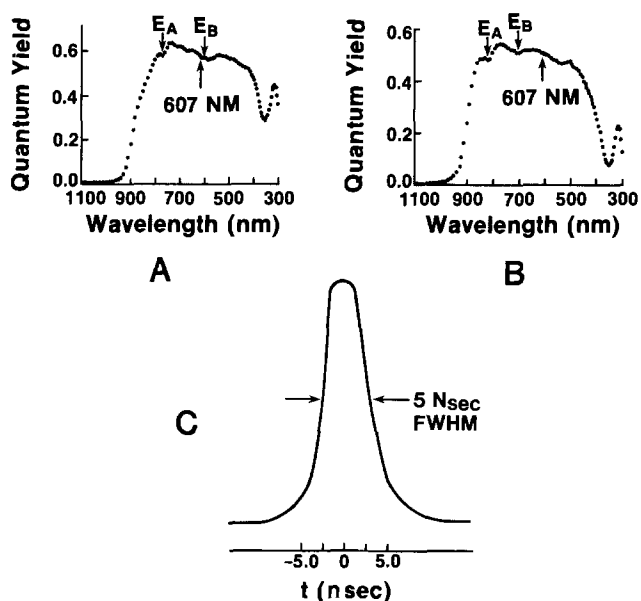 E_A E_B
Quantum Yield
0.6
0.4
0.2
0.0
607 NM
1100 900 700 500 300
Wavelength (nm)
A
E_A E_B
Quantum Yield
0.6
0.4
0.2
0.0
607 NM
1100 900 700 500 300
Wavelength (nm)
B
C
5 Nsec
FWHM
-5.0 0 5.0
t (nsec)